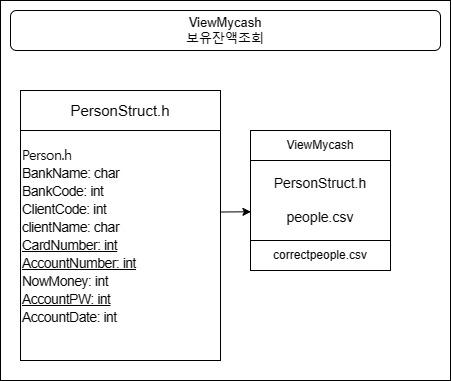 ViewMycash
보유잔액조회
PersonStruct.h
Person.h
BankName: char
BankCode: int
ClientCode: int
clientName: char
CardNumber: int
AccountNumber: int
NowMoney: int
AccountPW: int
AccountDate: int
ViewMycash
PersonStruct.h
people.csv
correctpeople.csv